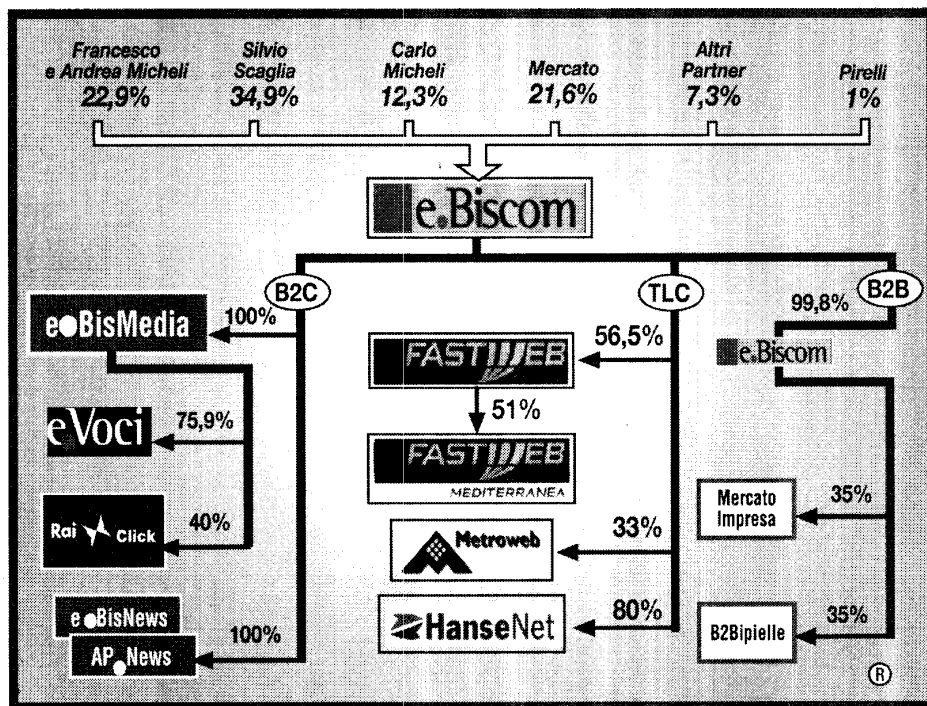 Francesco
e Andrea Micheli
22,9%
Silvio
Scaglia
34,9%
Carlo
Micheli
12,3%
Mercato
21,6%
Altri
Partner
7,3%
Pirelli
1%
e.Biscom
B2C
TLC
B2B
e●BisMedia
100%
56,5%
99,8%
FASTWEB
e.Biscom
eVoci
75,9%
51%
FASTWEB
MEDITERRANEA
Rai Click
40%
Metroweb
33%
Mercato
Impresa
35%
e●BisNews
AP●News
100%
HanseNet
80%
B2Bipielle
35%
®